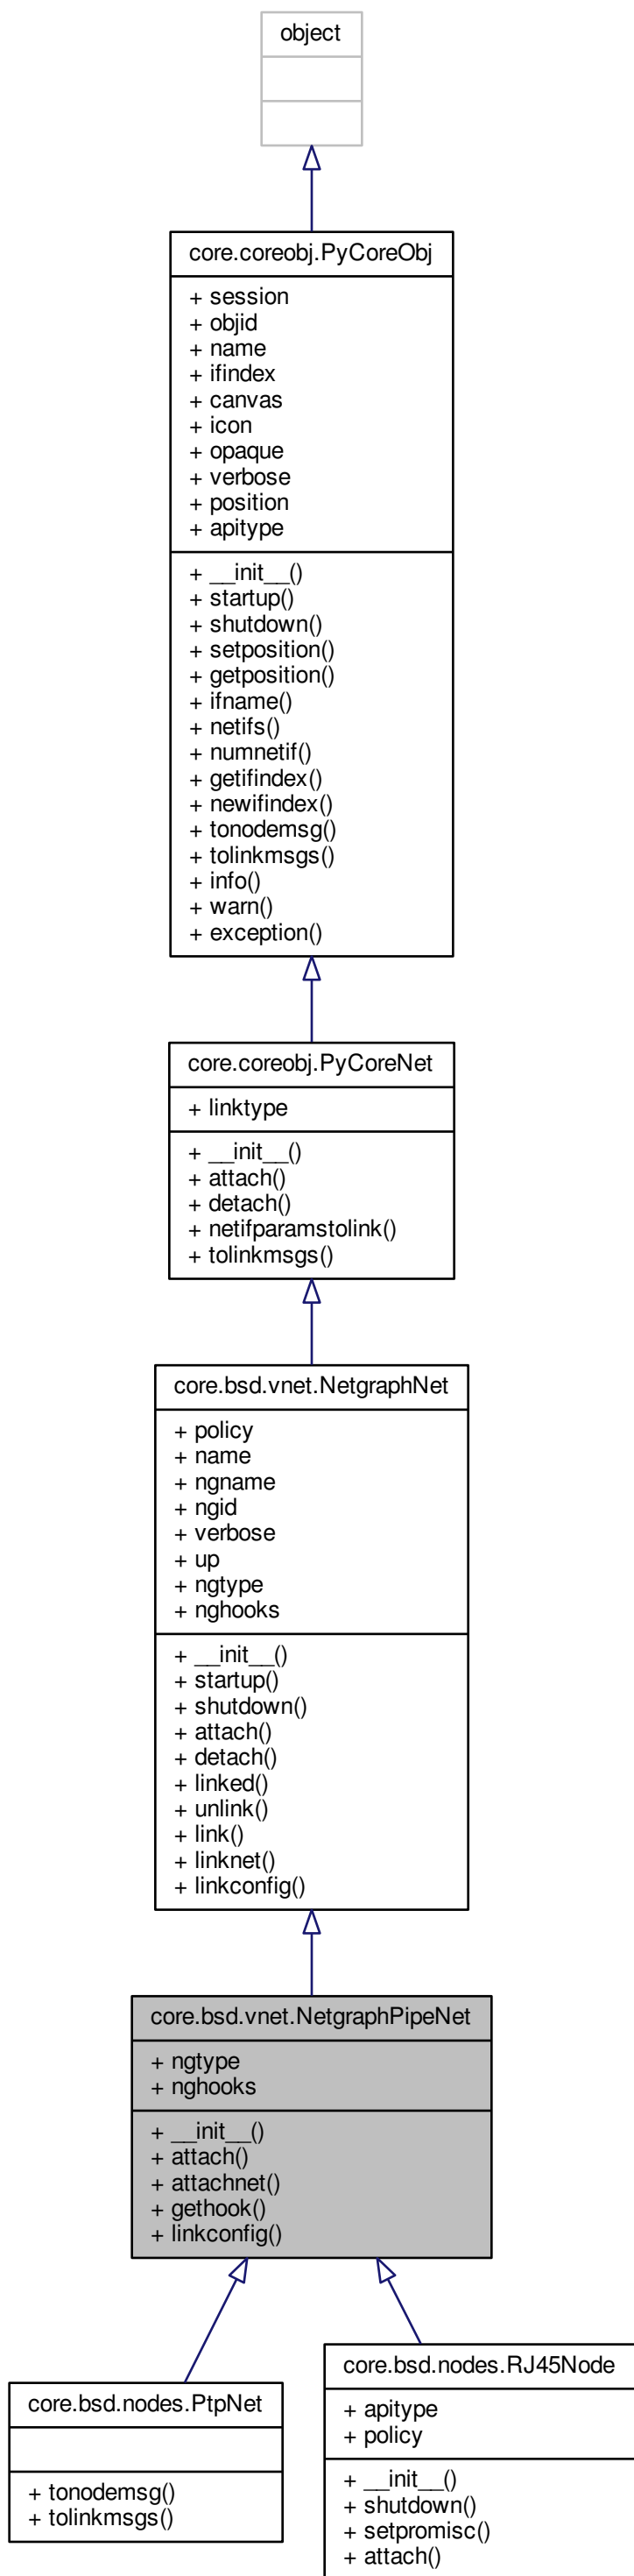 object
core.coreobj.PyCoreObj
+ session
+ objid
+ name
+ ifindex
+ canvas
+ icon
+ opaque
+ verbose
+ position
+ apitype
+ __init__()
+ startup()
+ shutdown()
+ setposition()
+ getposition()
+ ifname()
+ netifs()
+ numnetif()
+ getifindex()
+ newifindex()
+ tonodemsg()
+ tolinkmsgs()
+ info()
+ warn()
+ exception()
core.coreobj.PyCoreNet
+ linktype
+ __init__()
+ attach()
+ detach()
+ netifparamstolink()
+ tolinkmsgs()
core.bsd.vnet.NetgraphNet
+ policy
+ name
+ ngname
+ ngid
+ verbose
+ up
+ ngtype
+ nghooks
+ __init__()
+ startup()
+ shutdown()
+ attach()
+ detach()
+ linked()
+ unlink()
+ link()
+ linknet()
+ linkconfig()
core.bsd.vnet.NetgraphPipeNet
+ ngtype
+ nghooks
+ __init__()
+ attach()
+ attachnet()
+ gethook()
+ linkconfig()
core.bsd.nodes.PtpNet
+ tonodemsg()
+ tolinkmsgs()
core.bsd.nodes.RJ45Node
+ apitype
+ policy
+ __init__()
+ shutdown()
+ setpromisc()
+ attach()